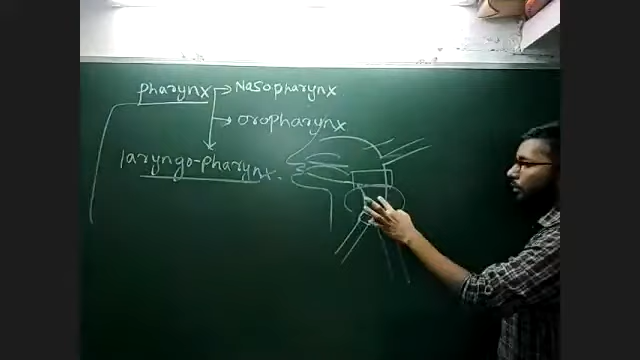 pharynx → Nasopharynx
→ oropharynx
laryngo-pharynx.